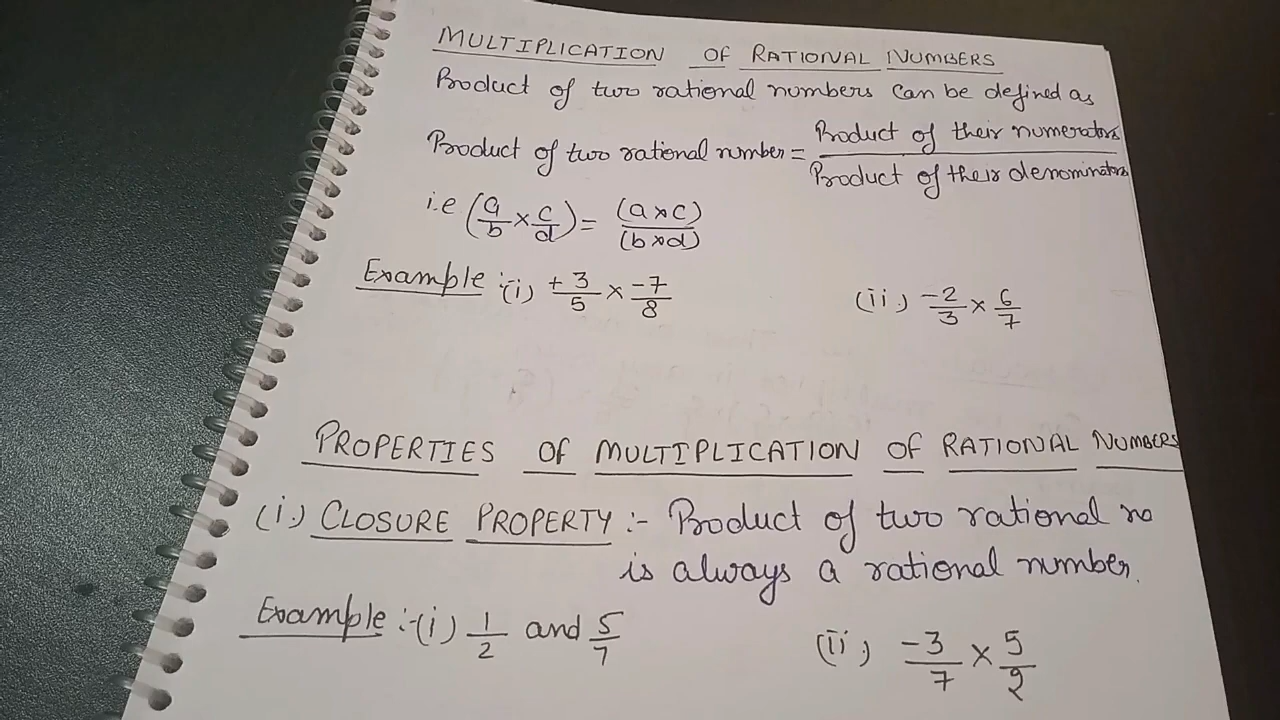 MULTIPLICATION OF RATIONAL NUMBERS
Product of two rational numbers can be defined as
Product of two rational number = Product of their numerators / Product of their denominators
i.e (a/b × c/d) = (a×c)/(b×d)
Example :- (i) +3/5 × -7/8 (ii) -2/3 × 6/7
PROPERTIES OF MULTIPLICATION OF RATIONAL NUMBERS
(i.) CLOSURE PROPERTY :- Product of two rational no
is always a rational number.
Example :- (i) 1/2 and 5/7 (ii) -3/7 × 5/2